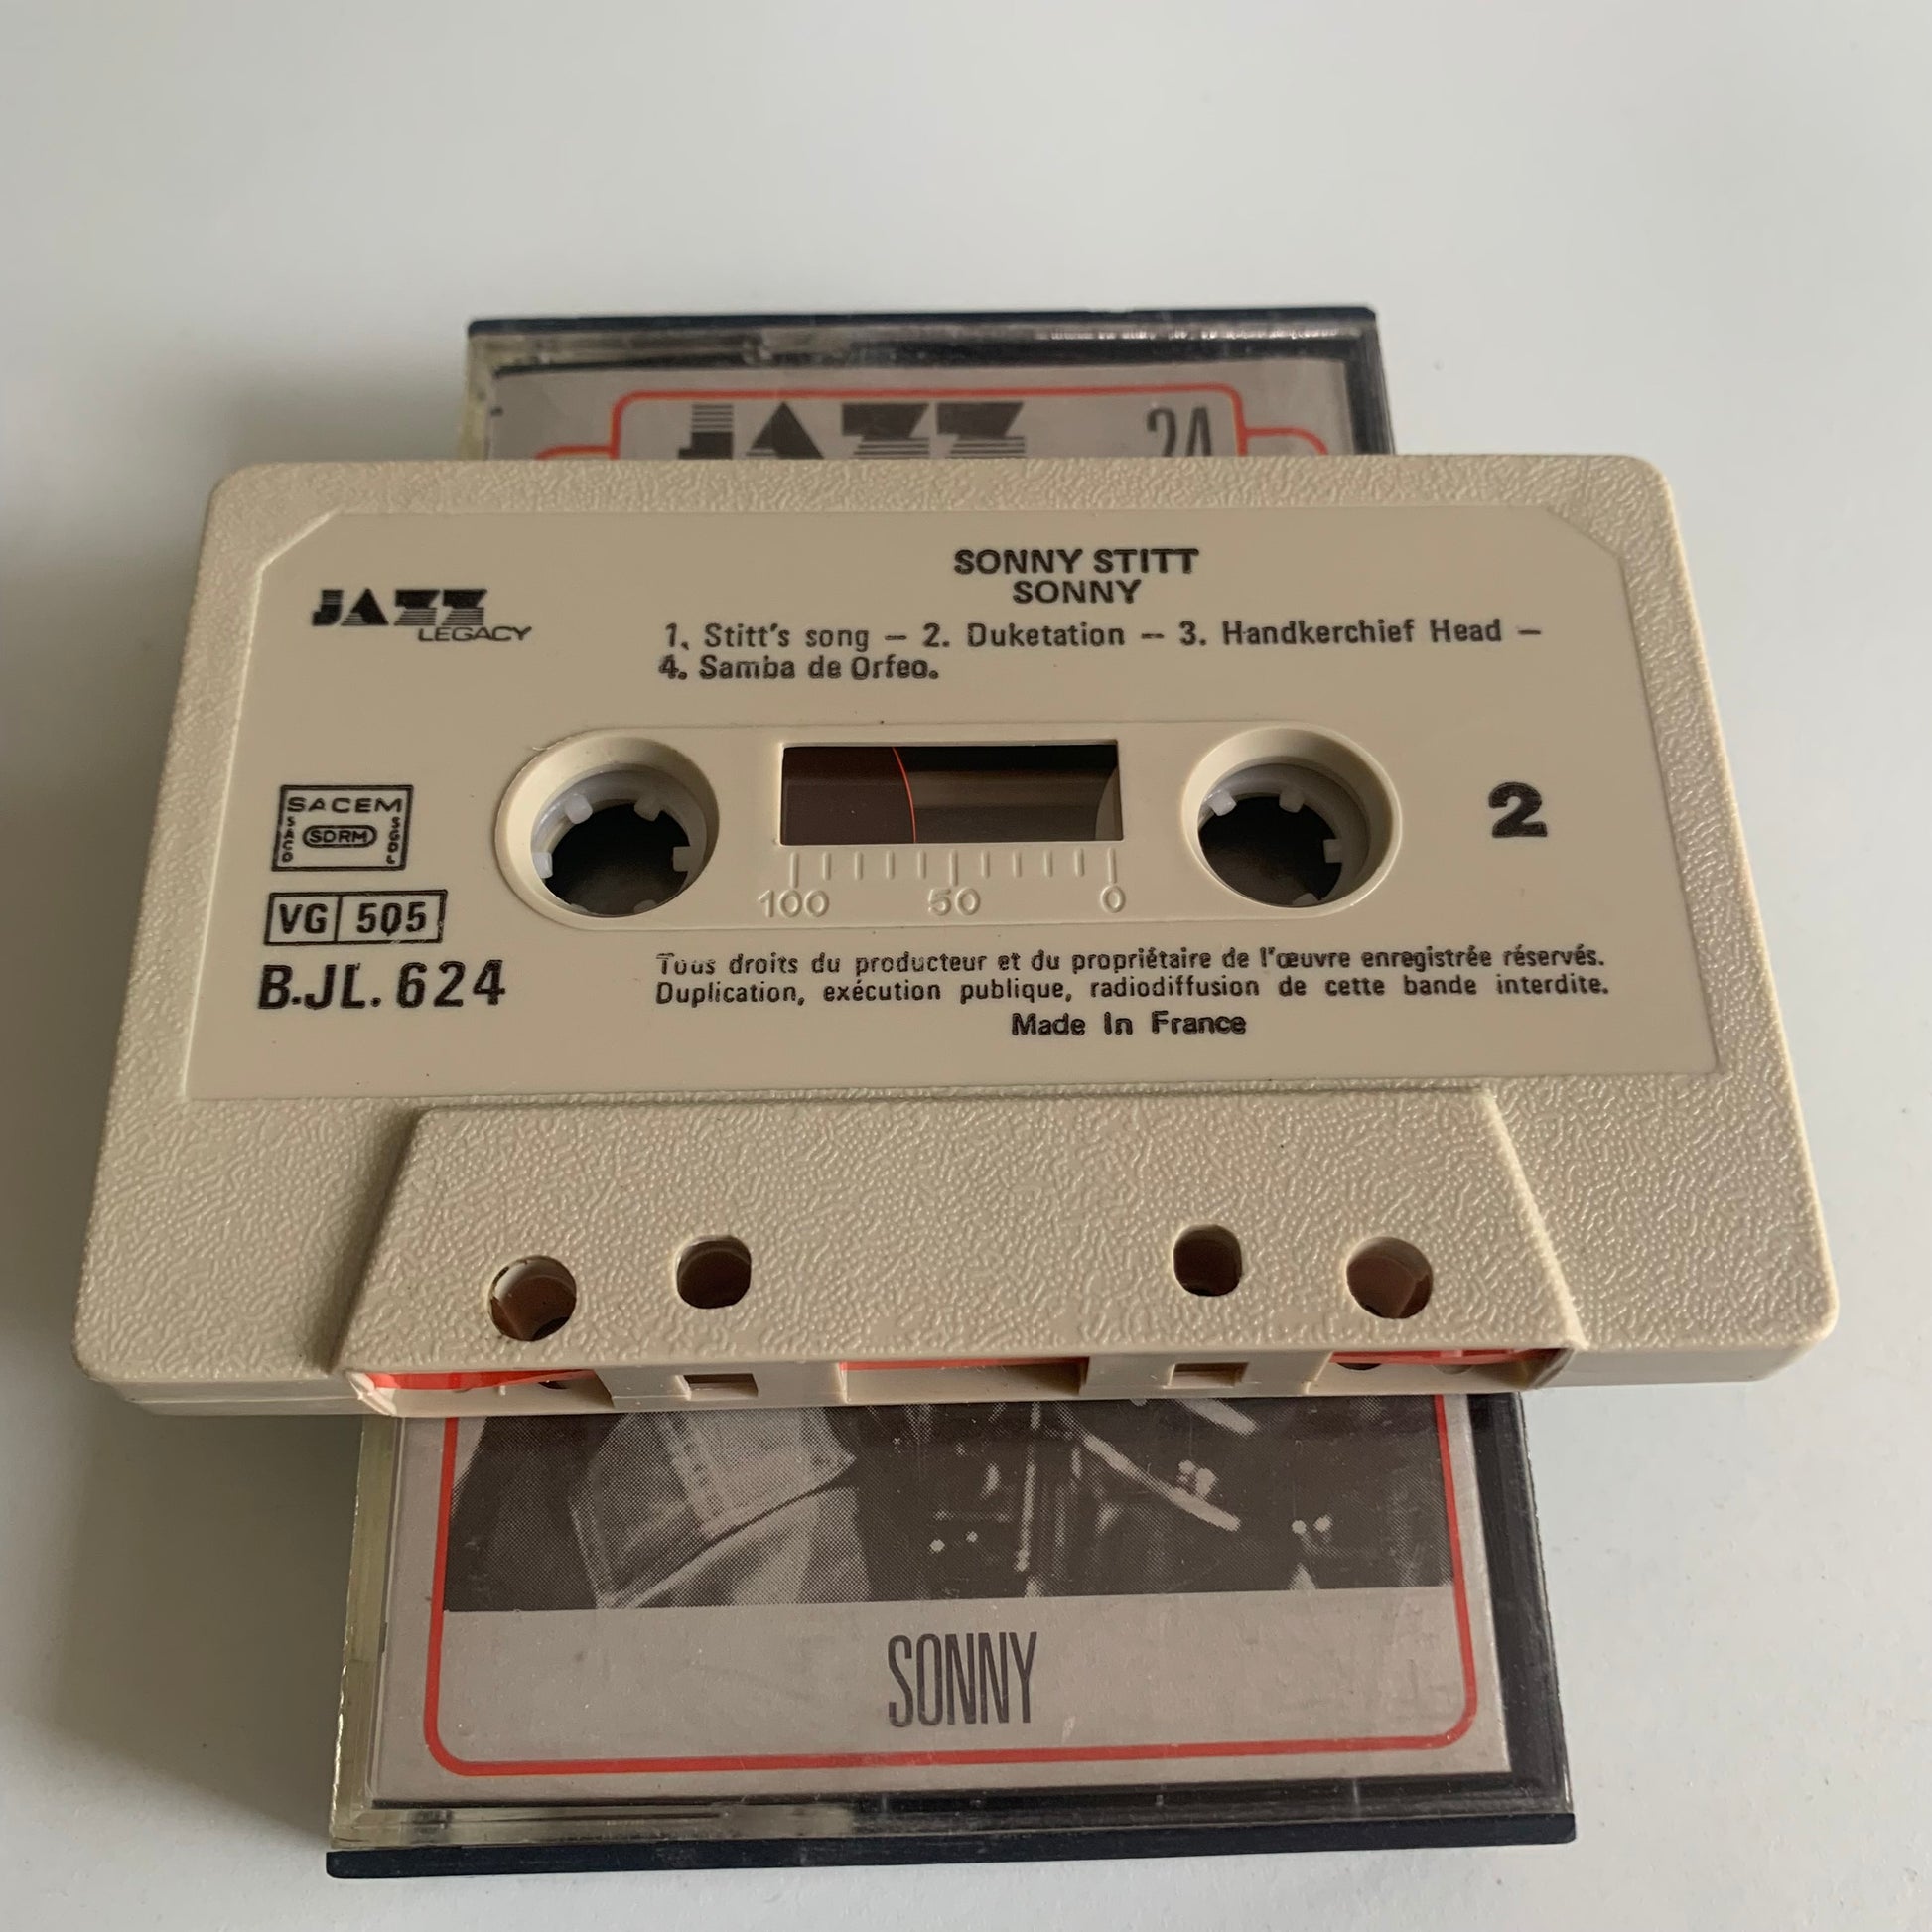 JAZZ 24
SONNY STITT
SONNY
JAZZ
LEGACY
1. Stitt's song — 2. Duketation — 3. Handkerchief Head —
4. Samba de Orfeo.
SACEM
SACD SDRM SGDL
VG 505
B.JL. 624
2
100 50 0
Tous droits du producteur et du propriétaire de l'œuvre enregistrée réservés.
Duplication, exécution publique, radiodiffusion de cette bande interdite.
Made In France
SONNY